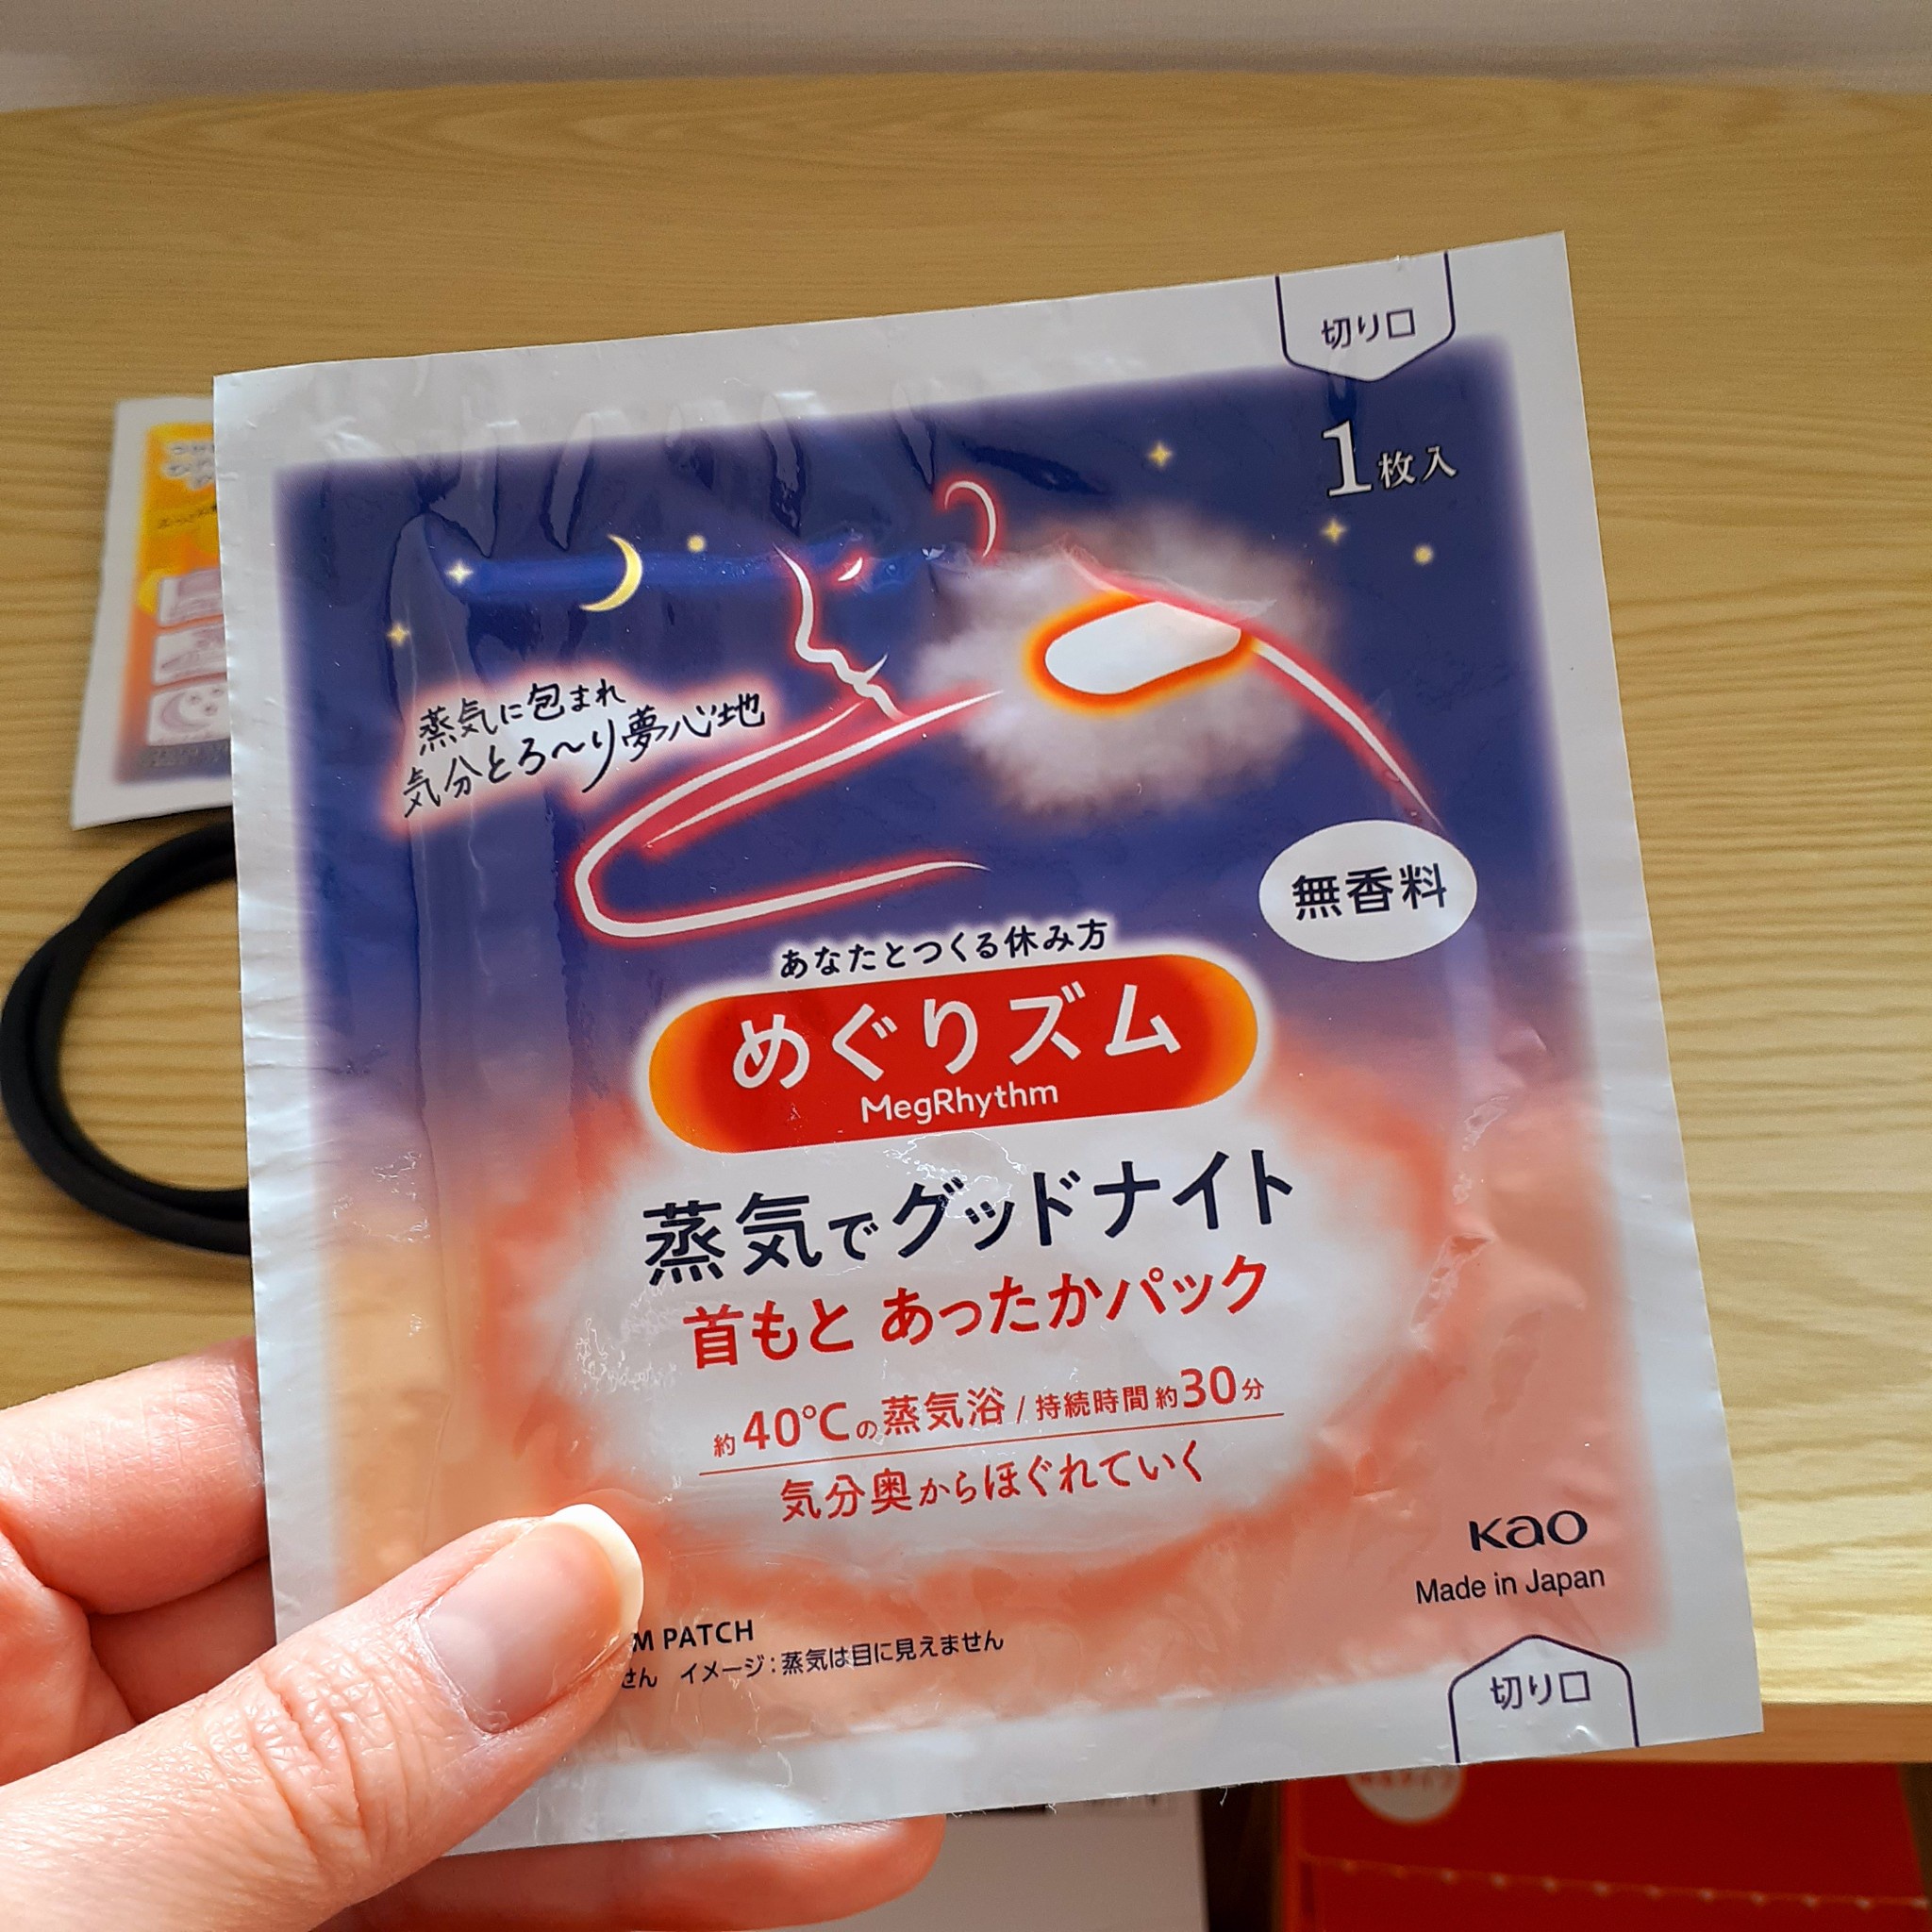 切り口
1枚入
蒸気に包まれ
気分とろ〜り夢心地
無香料
あなたとつくる休み方
めぐりズム
MegRhythm
蒸気でグッドナイト
首もと あったかパック
約40℃の蒸気浴 / 持続時間 約30分
気分奥からほぐれていく
Kao
Made in Japan
PATCH
イメージ：蒸気は目に見えません
切り口